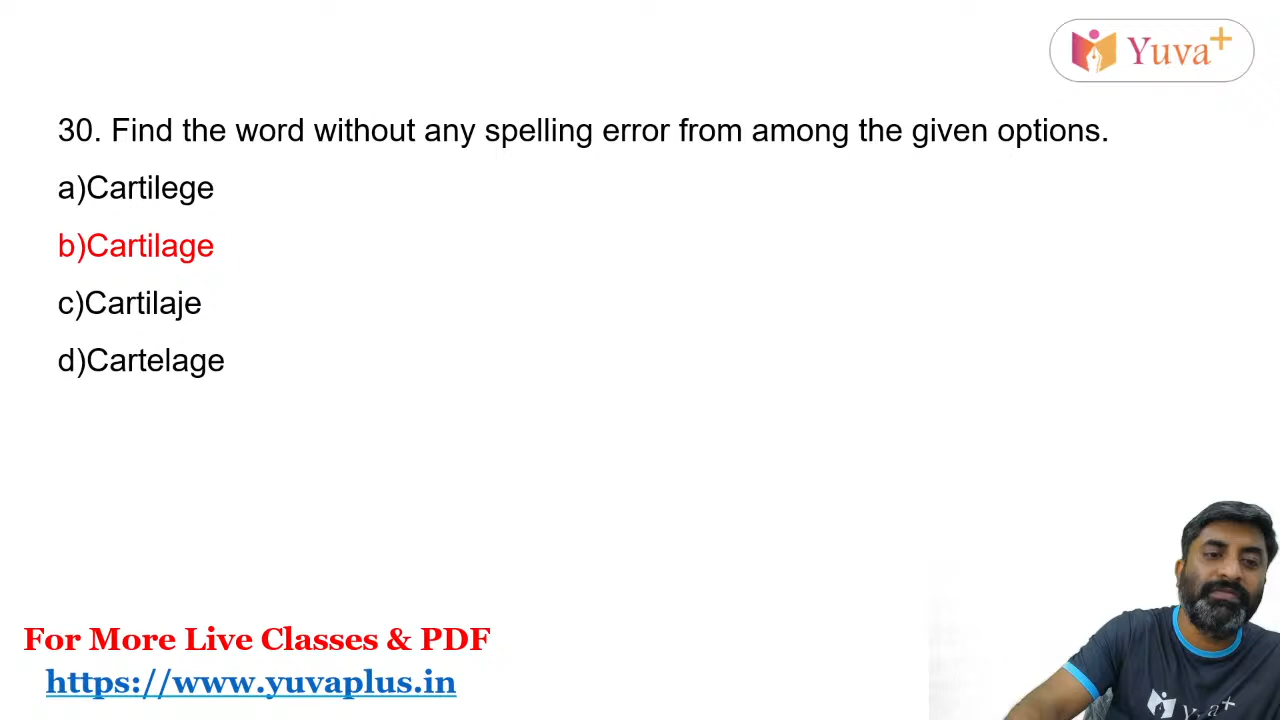 Yuva+
30. Find the word without any spelling error from among the given options.
a)Cartilege
b)Cartilage
c)Cartilaje
d)Cartelage
For More Live Classes & PDF
https://www.yuvaplus.in
Yuva+